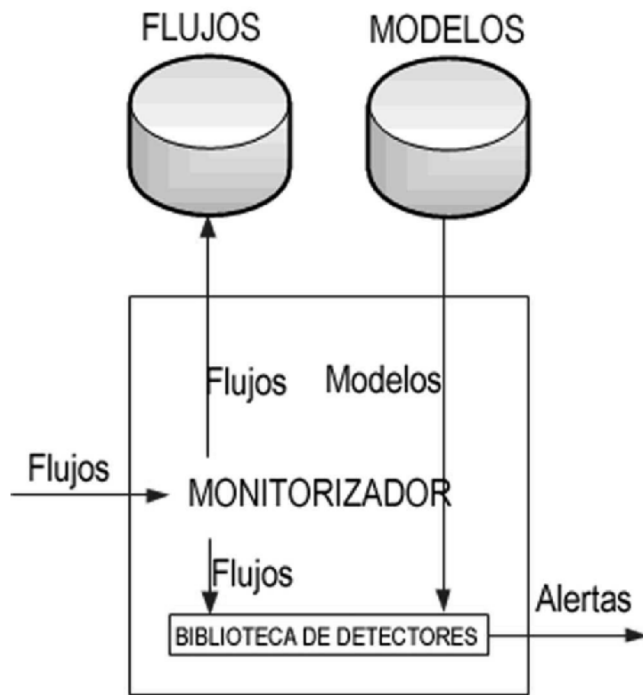 FLUJOS
MODELOS
Flujos
Modelos
Flujos
MONITORIZADOR
Flujos
Alertas
BIBLIOTECA DE DETECTORES